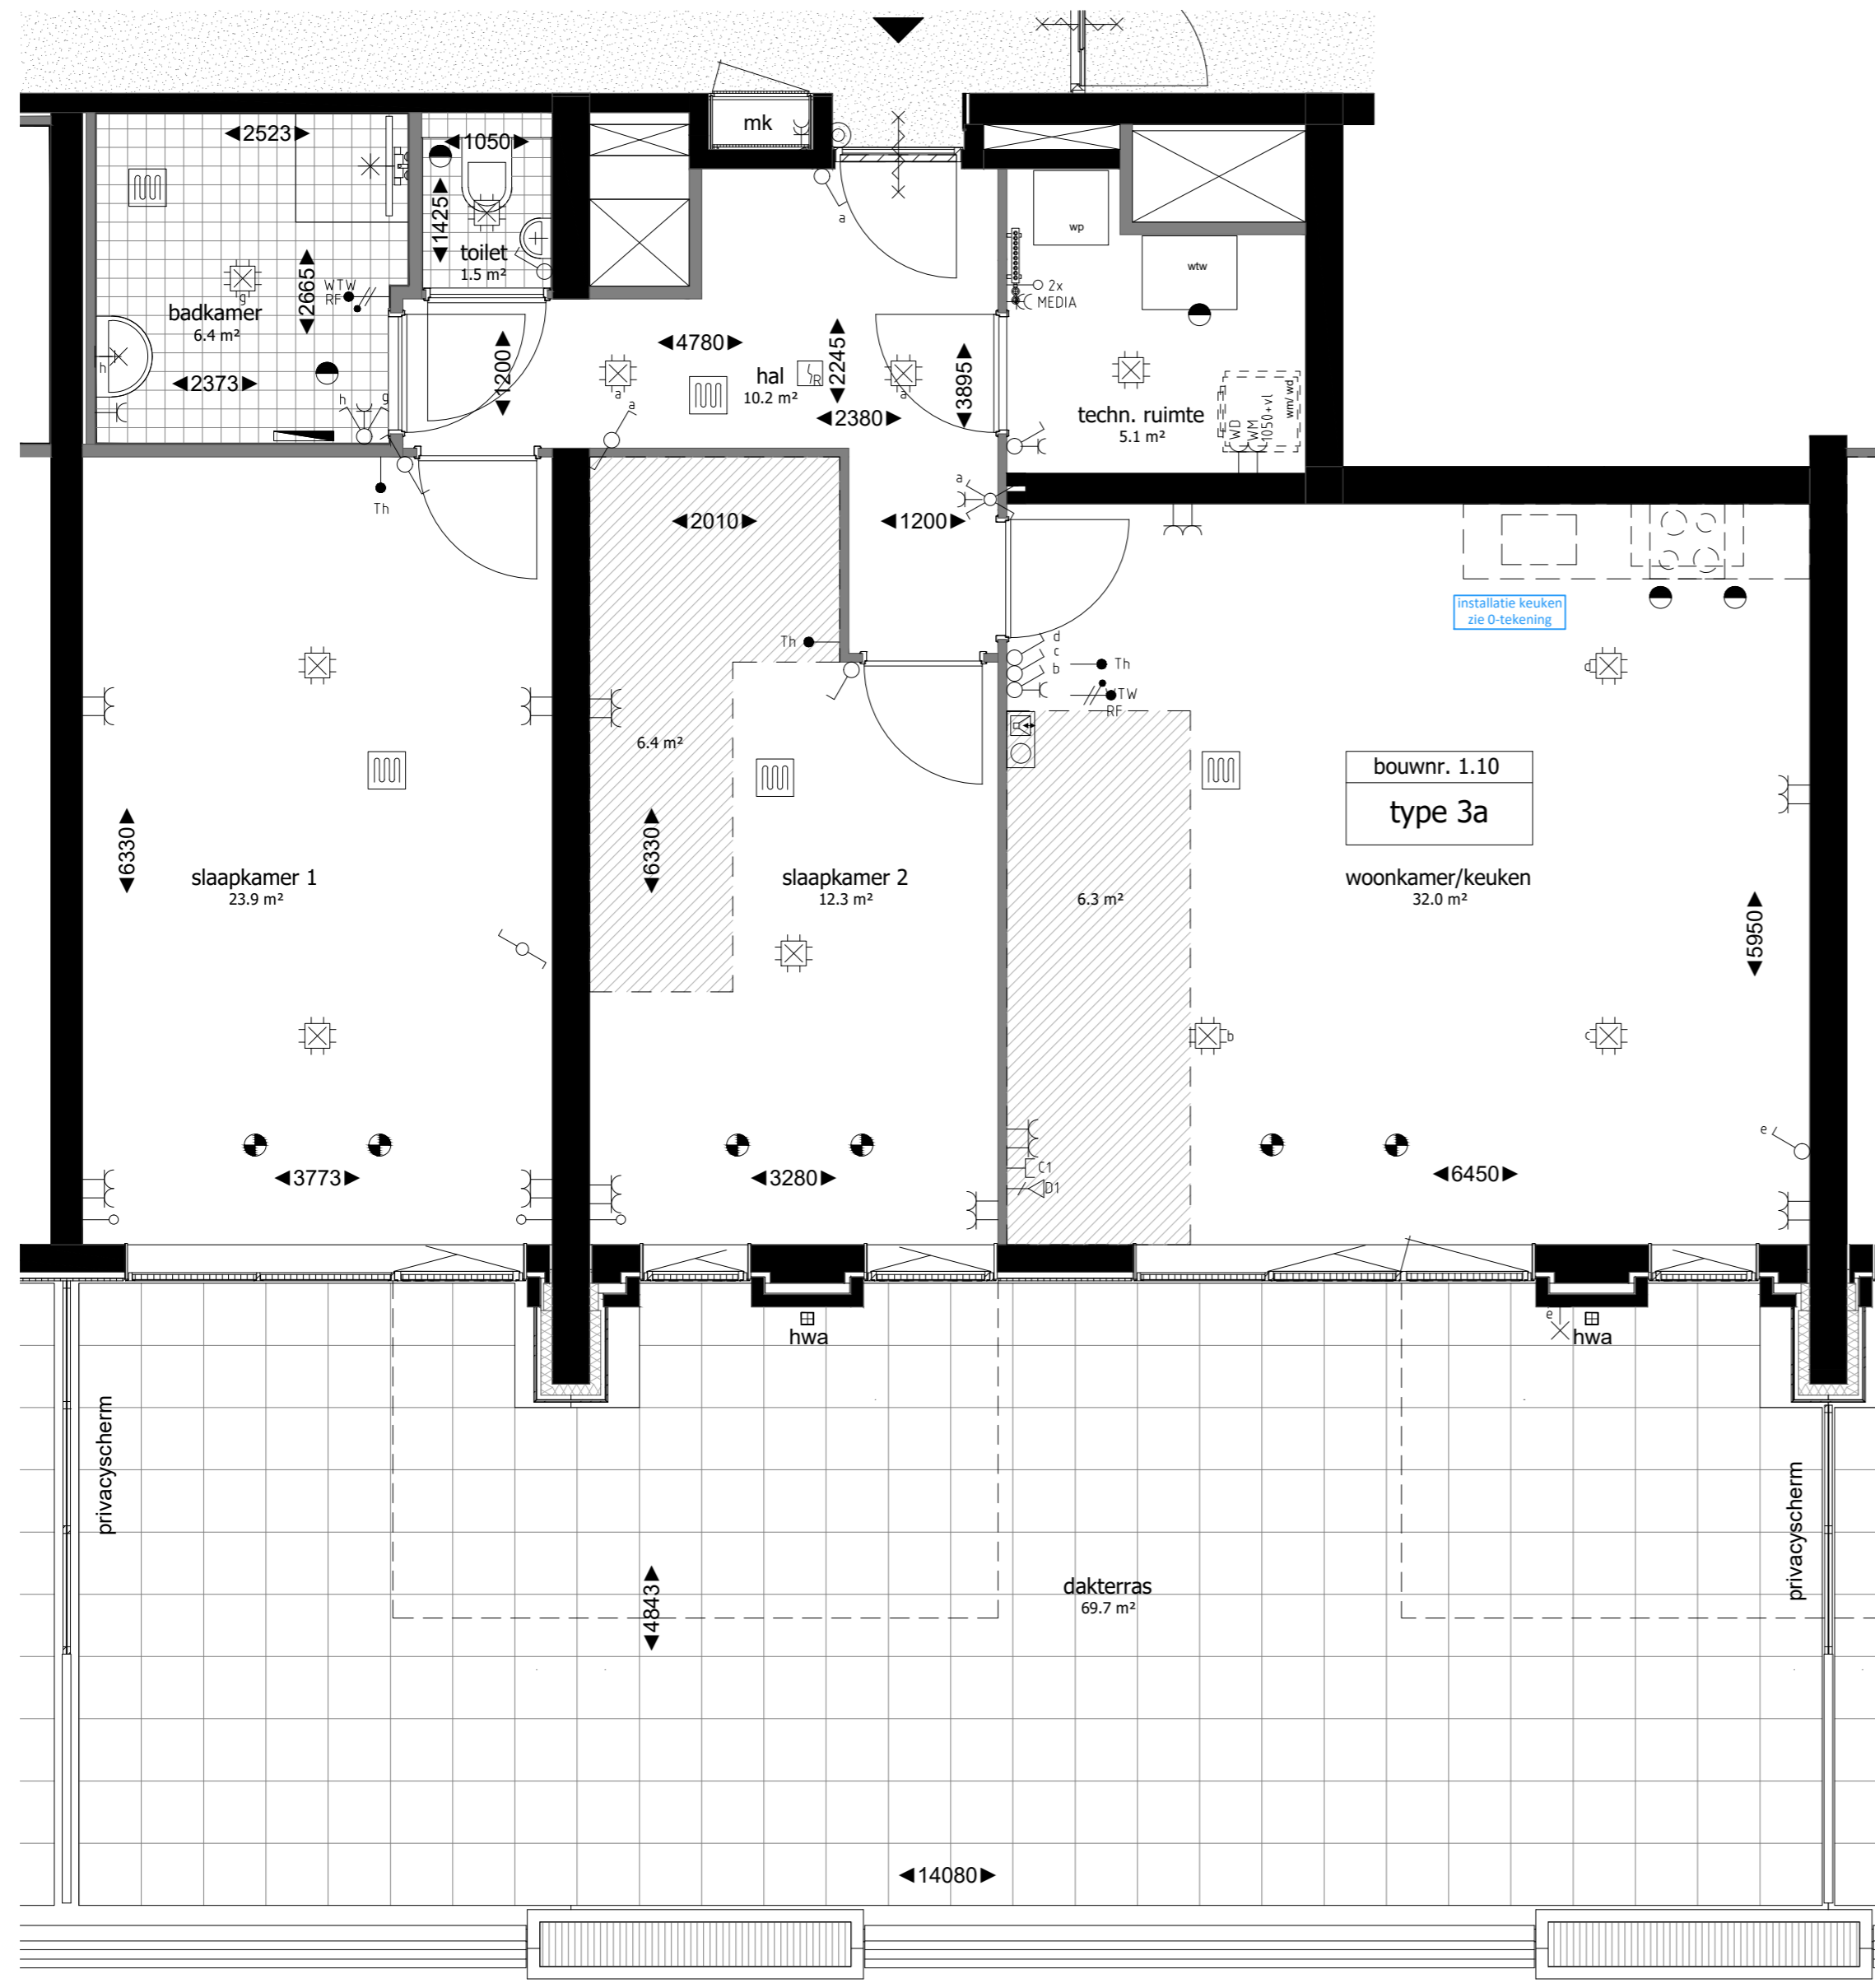 mk
2523
1050
1425
toilet
1.5 m²
a
wp
wtw
2x
MEDIA
2665
WTW
RF
g
badkamer
6.4 m²
h
2373
h
g
1200
4780
2245
hal
10.2 m²
R
a
a
a
2380
3895
techn. ruimte
5.1 m²
WD
WM
1050+vl
wm/ wd
Th
2010
a
1200
installatie keuken
zie 0-tekening
Th
d
c
b
Th
WTW
RF
d
6.4 m²
bouwnr. 1.10
type 3a
6330
6330
slaapkamer 1
23.9 m²
slaapkamer 2
12.3 m²
6.3 m²
woonkamer/keuken
32.0 m²
5950
b
c
e
C1
D1
3773
3280
6450
hwa
e
hwa
privacyscherm
privacyscherm
4843
dakterras
69.7 m²
14080